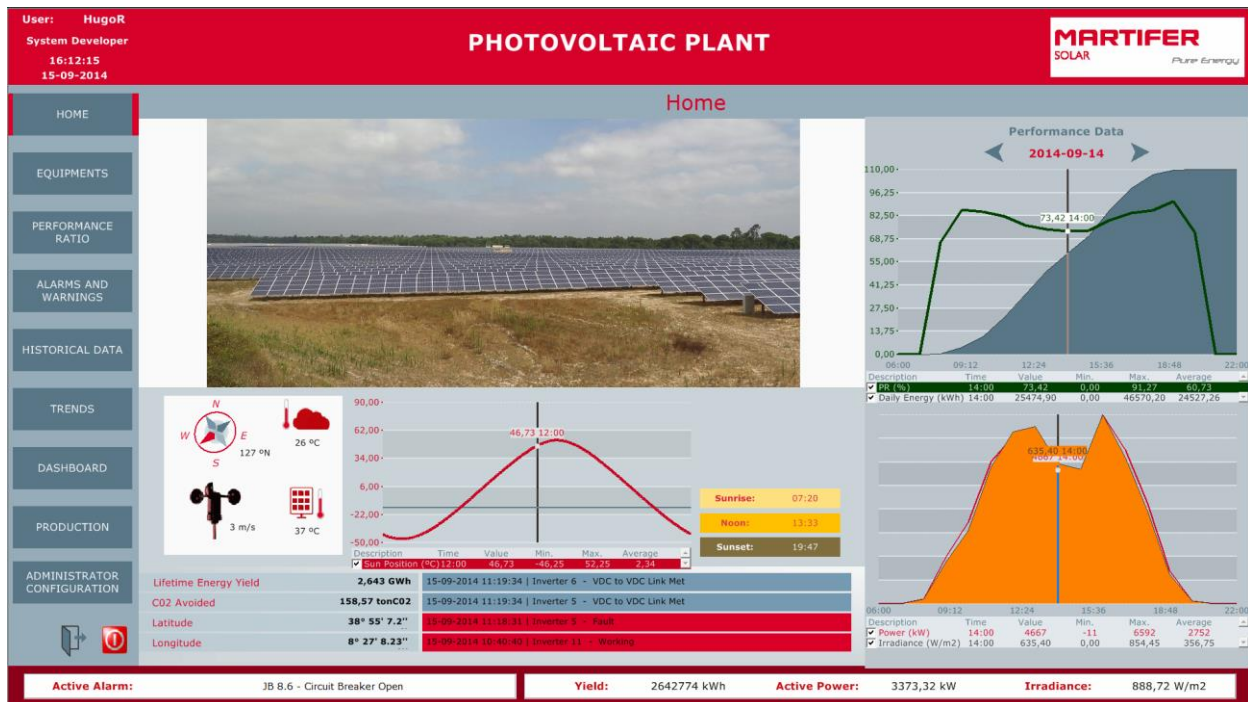 User: HugoR
System Developer
16:12:15
15-09-2014
PHOTOVOLTAIC PLANT
MARTIFER
SOLAR
Pure Energy
HOME
EQUIPMENTS
PERFORMANCE
RATIO
ALARMS AND
WARNINGS
HISTORICAL DATA
TRENDS
DASHBOARD
PRODUCTION
ADMINISTRATOR
CONFIGURATION
Home
Performance Data
2014-09-14
110,00
96,25
82,50
68,75
55,00
41,25
27,50
13,75
0,00
73,42 14:00
06:00 09:12 12:24 15:36 18:48 22:00
Description Time Value Min. Max. Average
PR (%) 14:00 73,42 0,00 91,27 60,73
Daily Energy (kWh) 14:00 25474,90 0,00 46570,20 24527,26
N
W E
S
127 ºN
26 ºC
3 m/s
37 ºC
90,00
62,00
34,00
6,00
-22,00
-50,00
46,73 12:00
Description Time Value Min. Max. Average
Sun Position (ºC) 12:00 46,73 -46,25 52,25 2,34
Sunrise: 07:20
Noon: 13:33
Sunset: 19:47
635,40 14:00
4667 14:00
06:00 09:12 12:24 15:36 18:48 22:00
Description Time Value Min. Max. Average
Power (kW) 14:00 4667 -11 6592 2752
Irradiance (W/m2) 14:00 635,40 0,00 854,45 356,75
Lifetime Energy Yield 2,643 GWh
C02 Avoided 158,57 tonC02
Latitude 38° 55' 7.2''
Longitude 8° 27' 8.23''
15-09-2014 11:19:34 | Inverter 6 - VDC to VDC Link Met
15-09-2014 11:19:34 | Inverter 5 - VDC to VDC Link Met
15-09-2014 11:18:31 | Inverter 5 - Fault
15-09-2014 10:40:40 | Inverter 11 - Working
Active Alarm: JB 8.6 - Circuit Breaker Open
Yield: 2642774 kWh Active Power: 3373,32 kW Irradiance: 888,72 W/m2